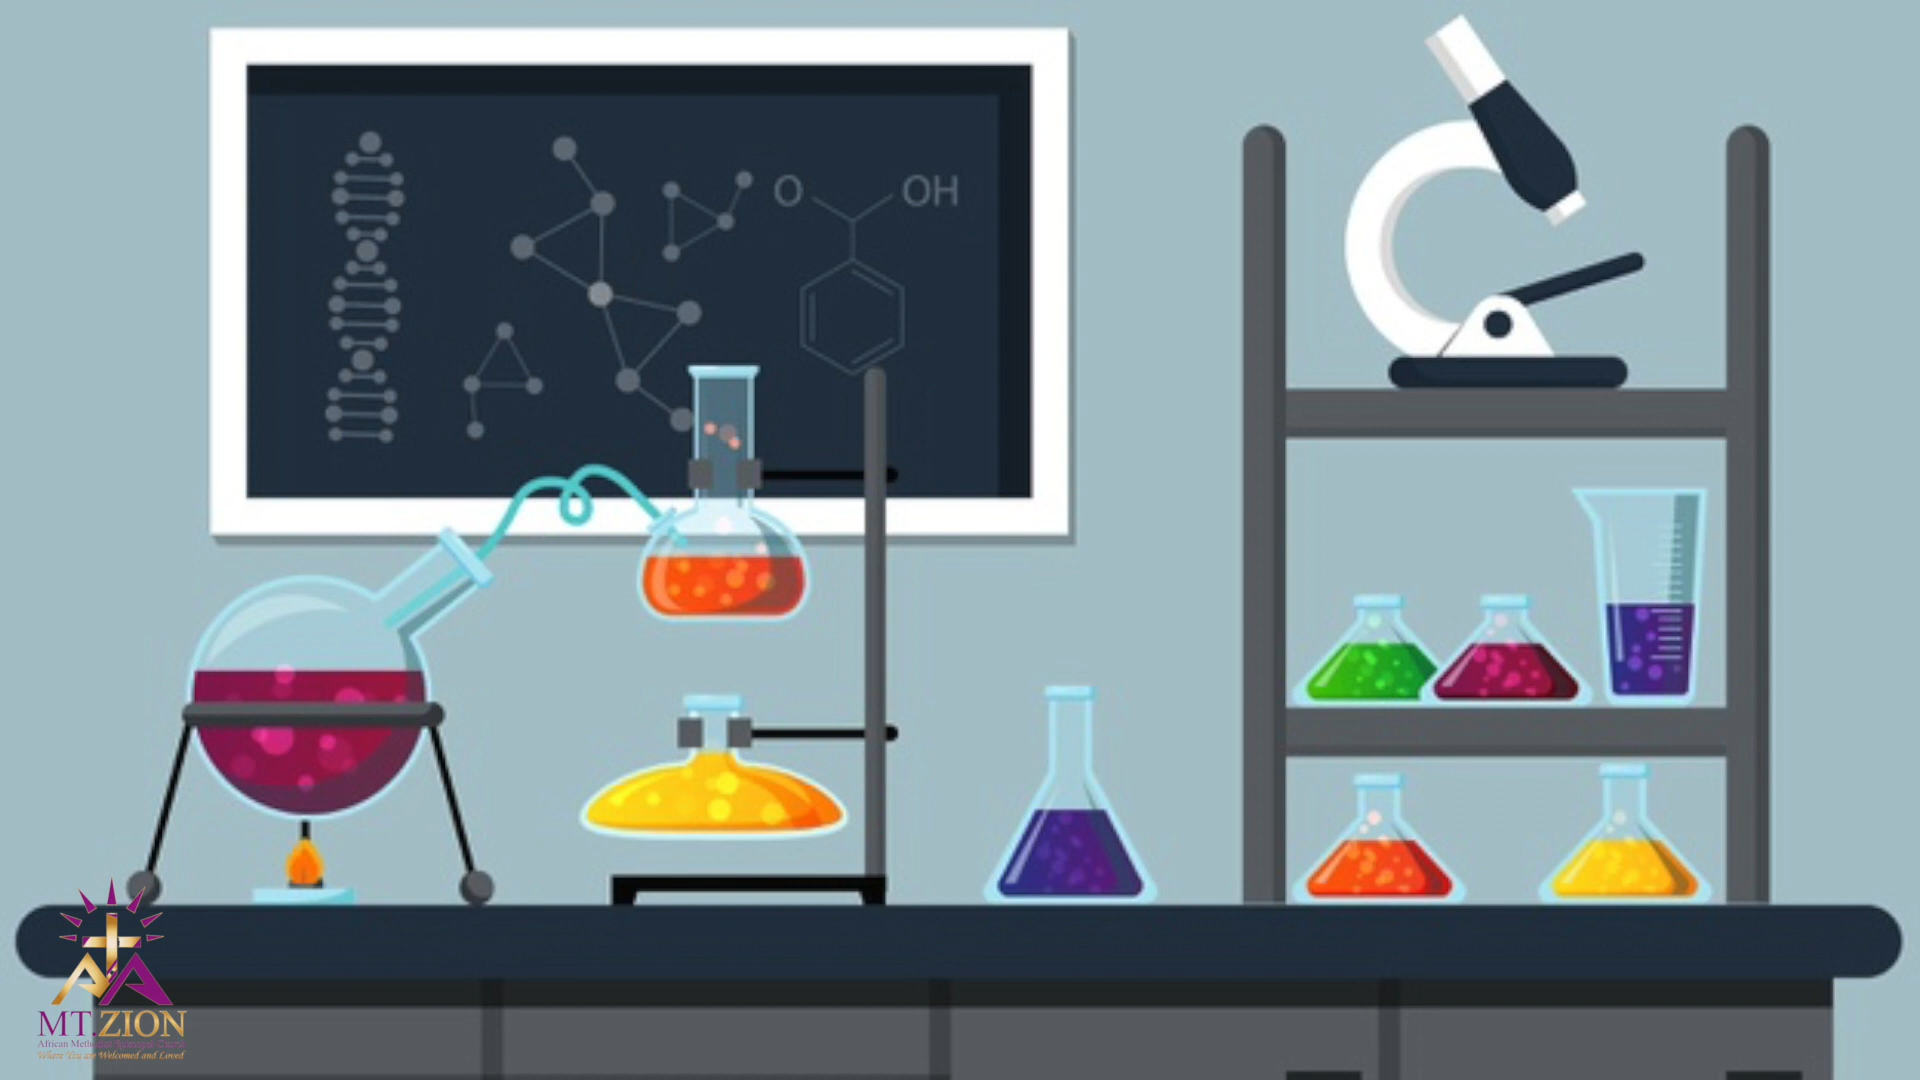 O OH
MT.ZION
African Methodist Episcopal Church
Where You are Welcomed and Loved